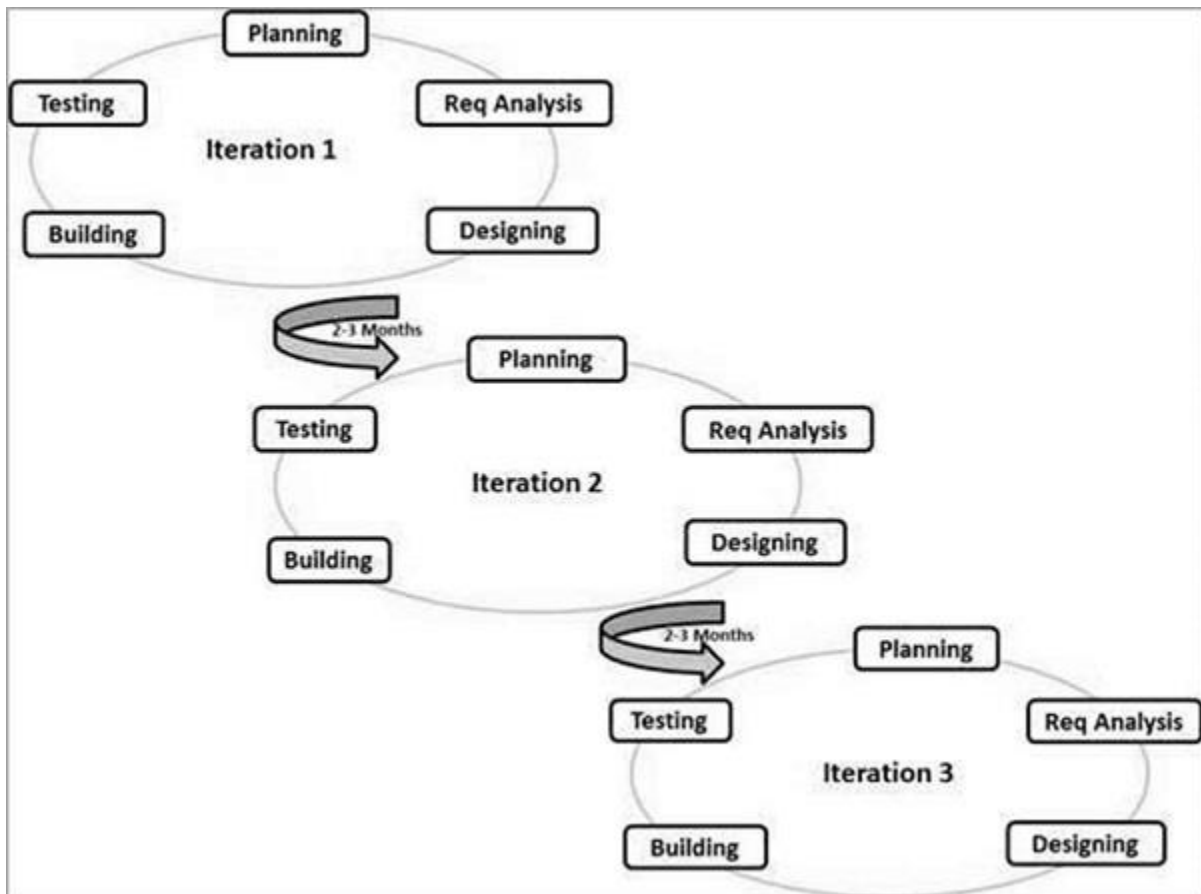 Planning
Testing
Req Analysis
Iteration 1
Building
Designing
2-3 Months
Planning
Testing
Req Analysis
Iteration 2
Building
Designing
2-3 Months
Planning
Testing
Req Analysis
Iteration 3
Building
Designing